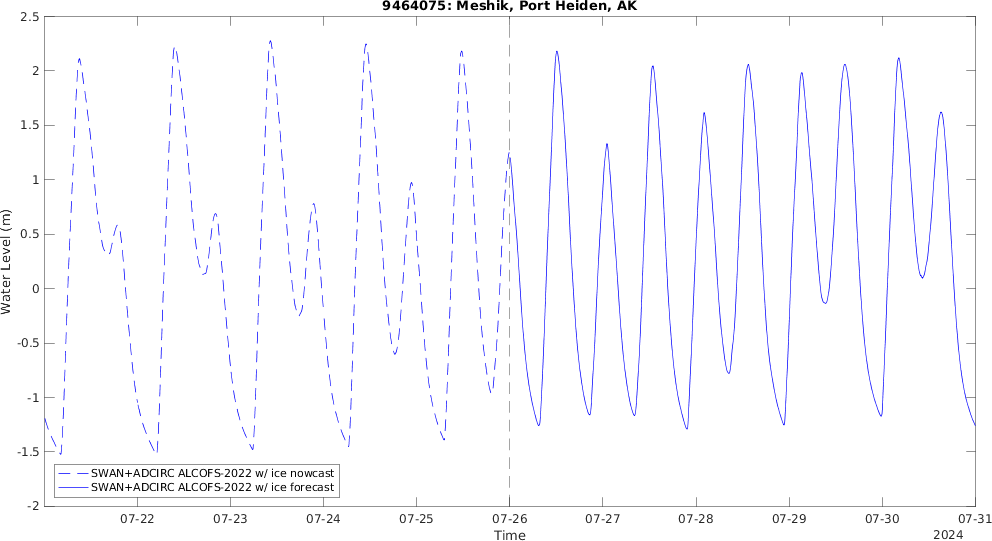 9464075: Meshik, Port Heiden, AK
2.5
2
1.5
1
0.5
0
-0.5
-1
-1.5
-2
Water Level (m)
SWAN+ADCIRC ALCOFS-2022 w/ ice nowcast
SWAN+ADCIRC ALCOFS-2022 w/ ice forecast
07-22 07-23 07-24 07-25 07-26 07-27 07-28 07-29 07-30 07-31
Time
2024